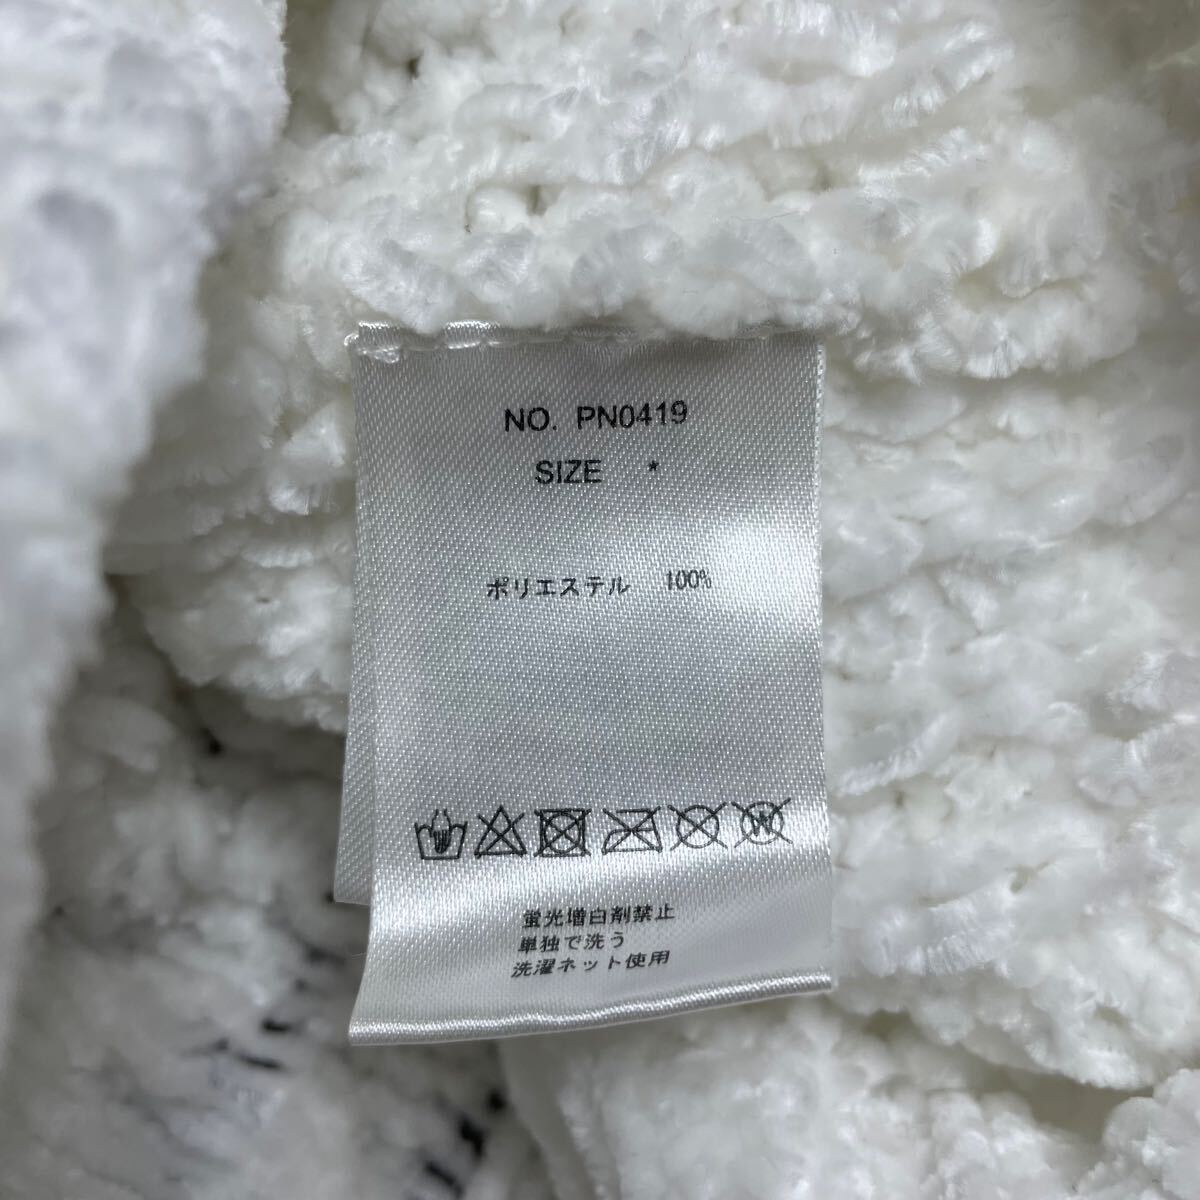 NO. PN0419
SIZE *
ポリエステル 100%
W
蛍光増白剤禁止
単独で洗う
洗濯ネット使用